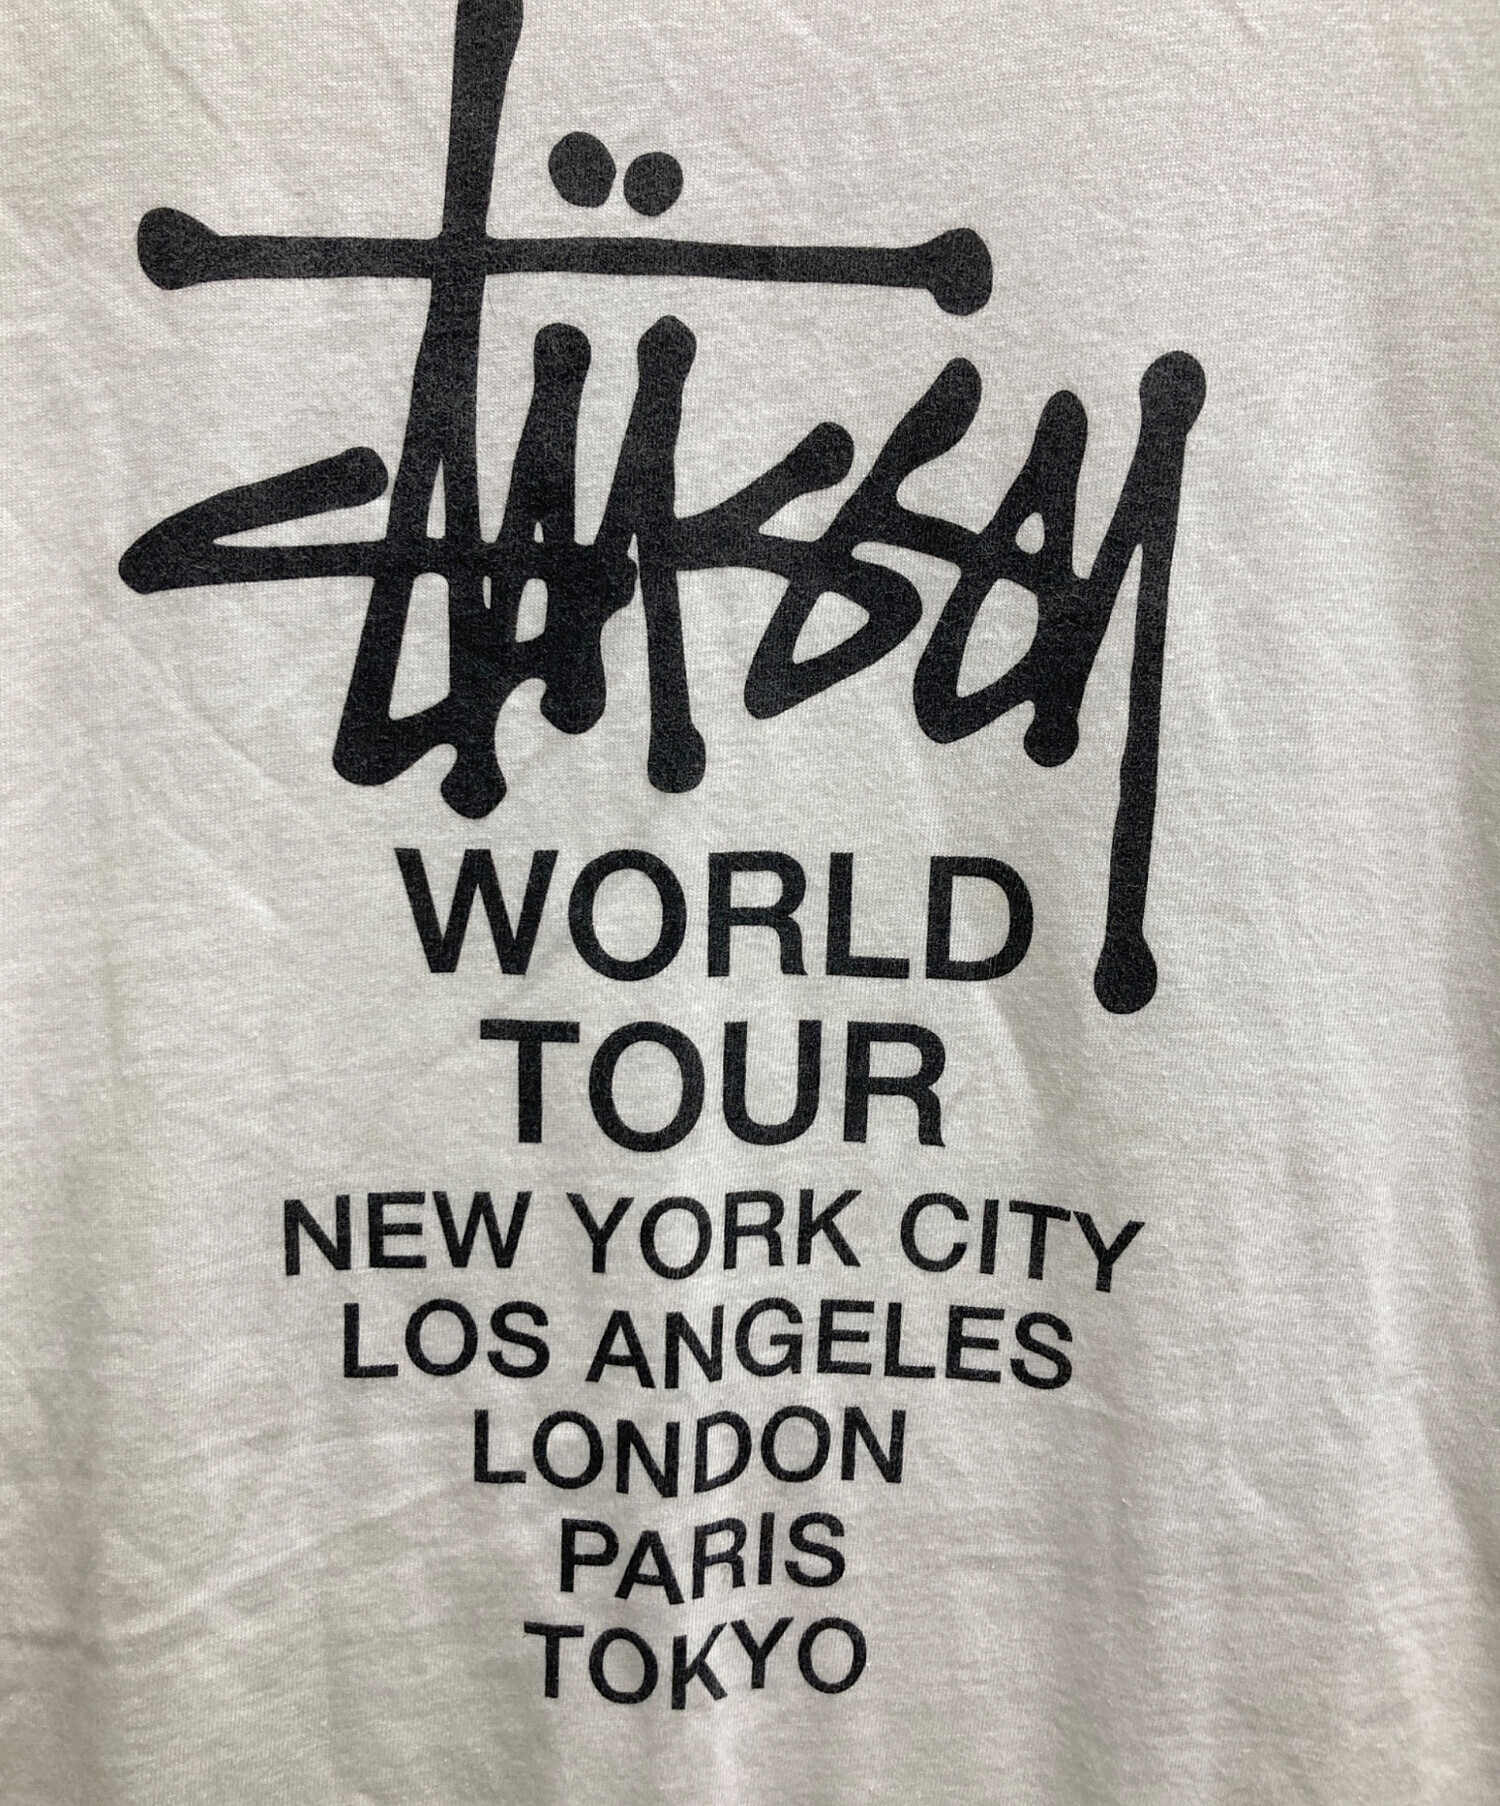 Stüssy
WORLD
TOUR
NEW YORK CITY
LOS ANGELES
LONDON
PARIS
TOKYO